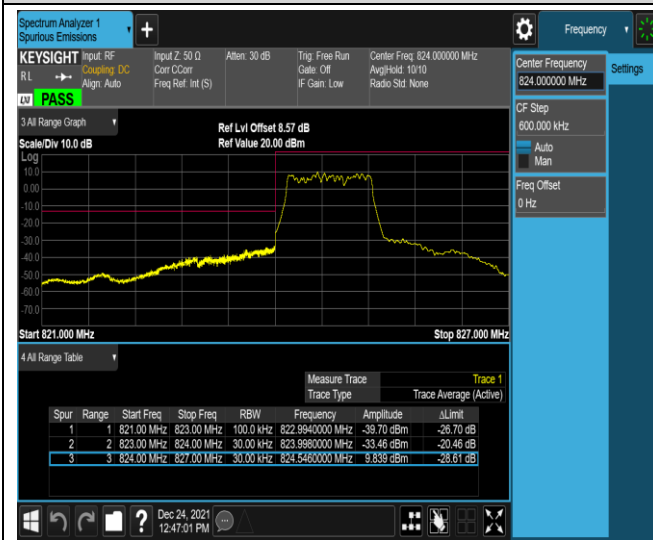 Spectrum Analyzer 1
Spurious Emissions
Frequency
KEYSIGHT Input: RF Input Z: 50 Ω Atten: 30 dB Trig: Free Run Center Freq: 824.000000 MHz
RL Coupling: DC Corr CCorr Gate: Off Avg|Hold: 10/10
Align: Auto Freq Ref: Int (S) IF Gain: Low Radio Std: None
PASS
Center Frequency
824.000000 MHz
Settings
CF Step
600.000 kHz
Auto
Man
Freq Offset
0 Hz
3 All Range Graph
Ref Lvl Offset 8.57 dB
Scale/Div 10.0 dB Ref Value 20.00 dBm
Log
10.0
0.00
-10.0
-20.0
-30.0
-40.0
-50.0
-60.0
-70.0
Start 821.000 MHz Stop 827.000 MHz
4 All Range Table
Measure Trace Trace 1
Trace Type Trace Average (Active)
Spur Range Start Freq Stop Freq RBW Frequency Amplitude ΔLimit
1 1 821.00 MHz 823.00 MHz 100.0 kHz 822.9940000 MHz -39.70 dBm -26.70 dB
2 2 823.00 MHz 824.00 MHz 30.00 kHz 823.9980000 MHz -33.46 dBm -20.46 dB
3 3 824.00 MHz 827.00 MHz 30.00 kHz 824.5460000 MHz 9.839 dBm -28.61 dB
Dec 24, 2021
12:47:01 PM